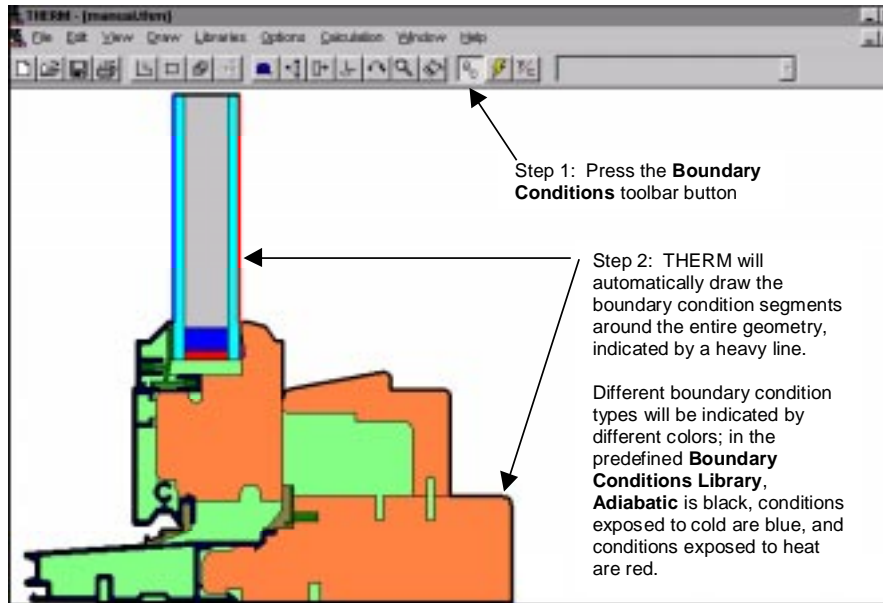 THERM - [manual.thm]
File Edit View Draw Libraries Options Calculation Window Help
Step 1: Press the Boundary
Conditions toolbar button
Step 2: THERM will
automatically draw the
boundary condition segments
around the entire geometry,
indicated by a heavy line.
Different boundary condition
types will be indicated by
different colors; in the
predefined Boundary
Conditions Library,
Adiabatic is black, conditions
exposed to cold are blue, and
conditions exposed to heat
are red.